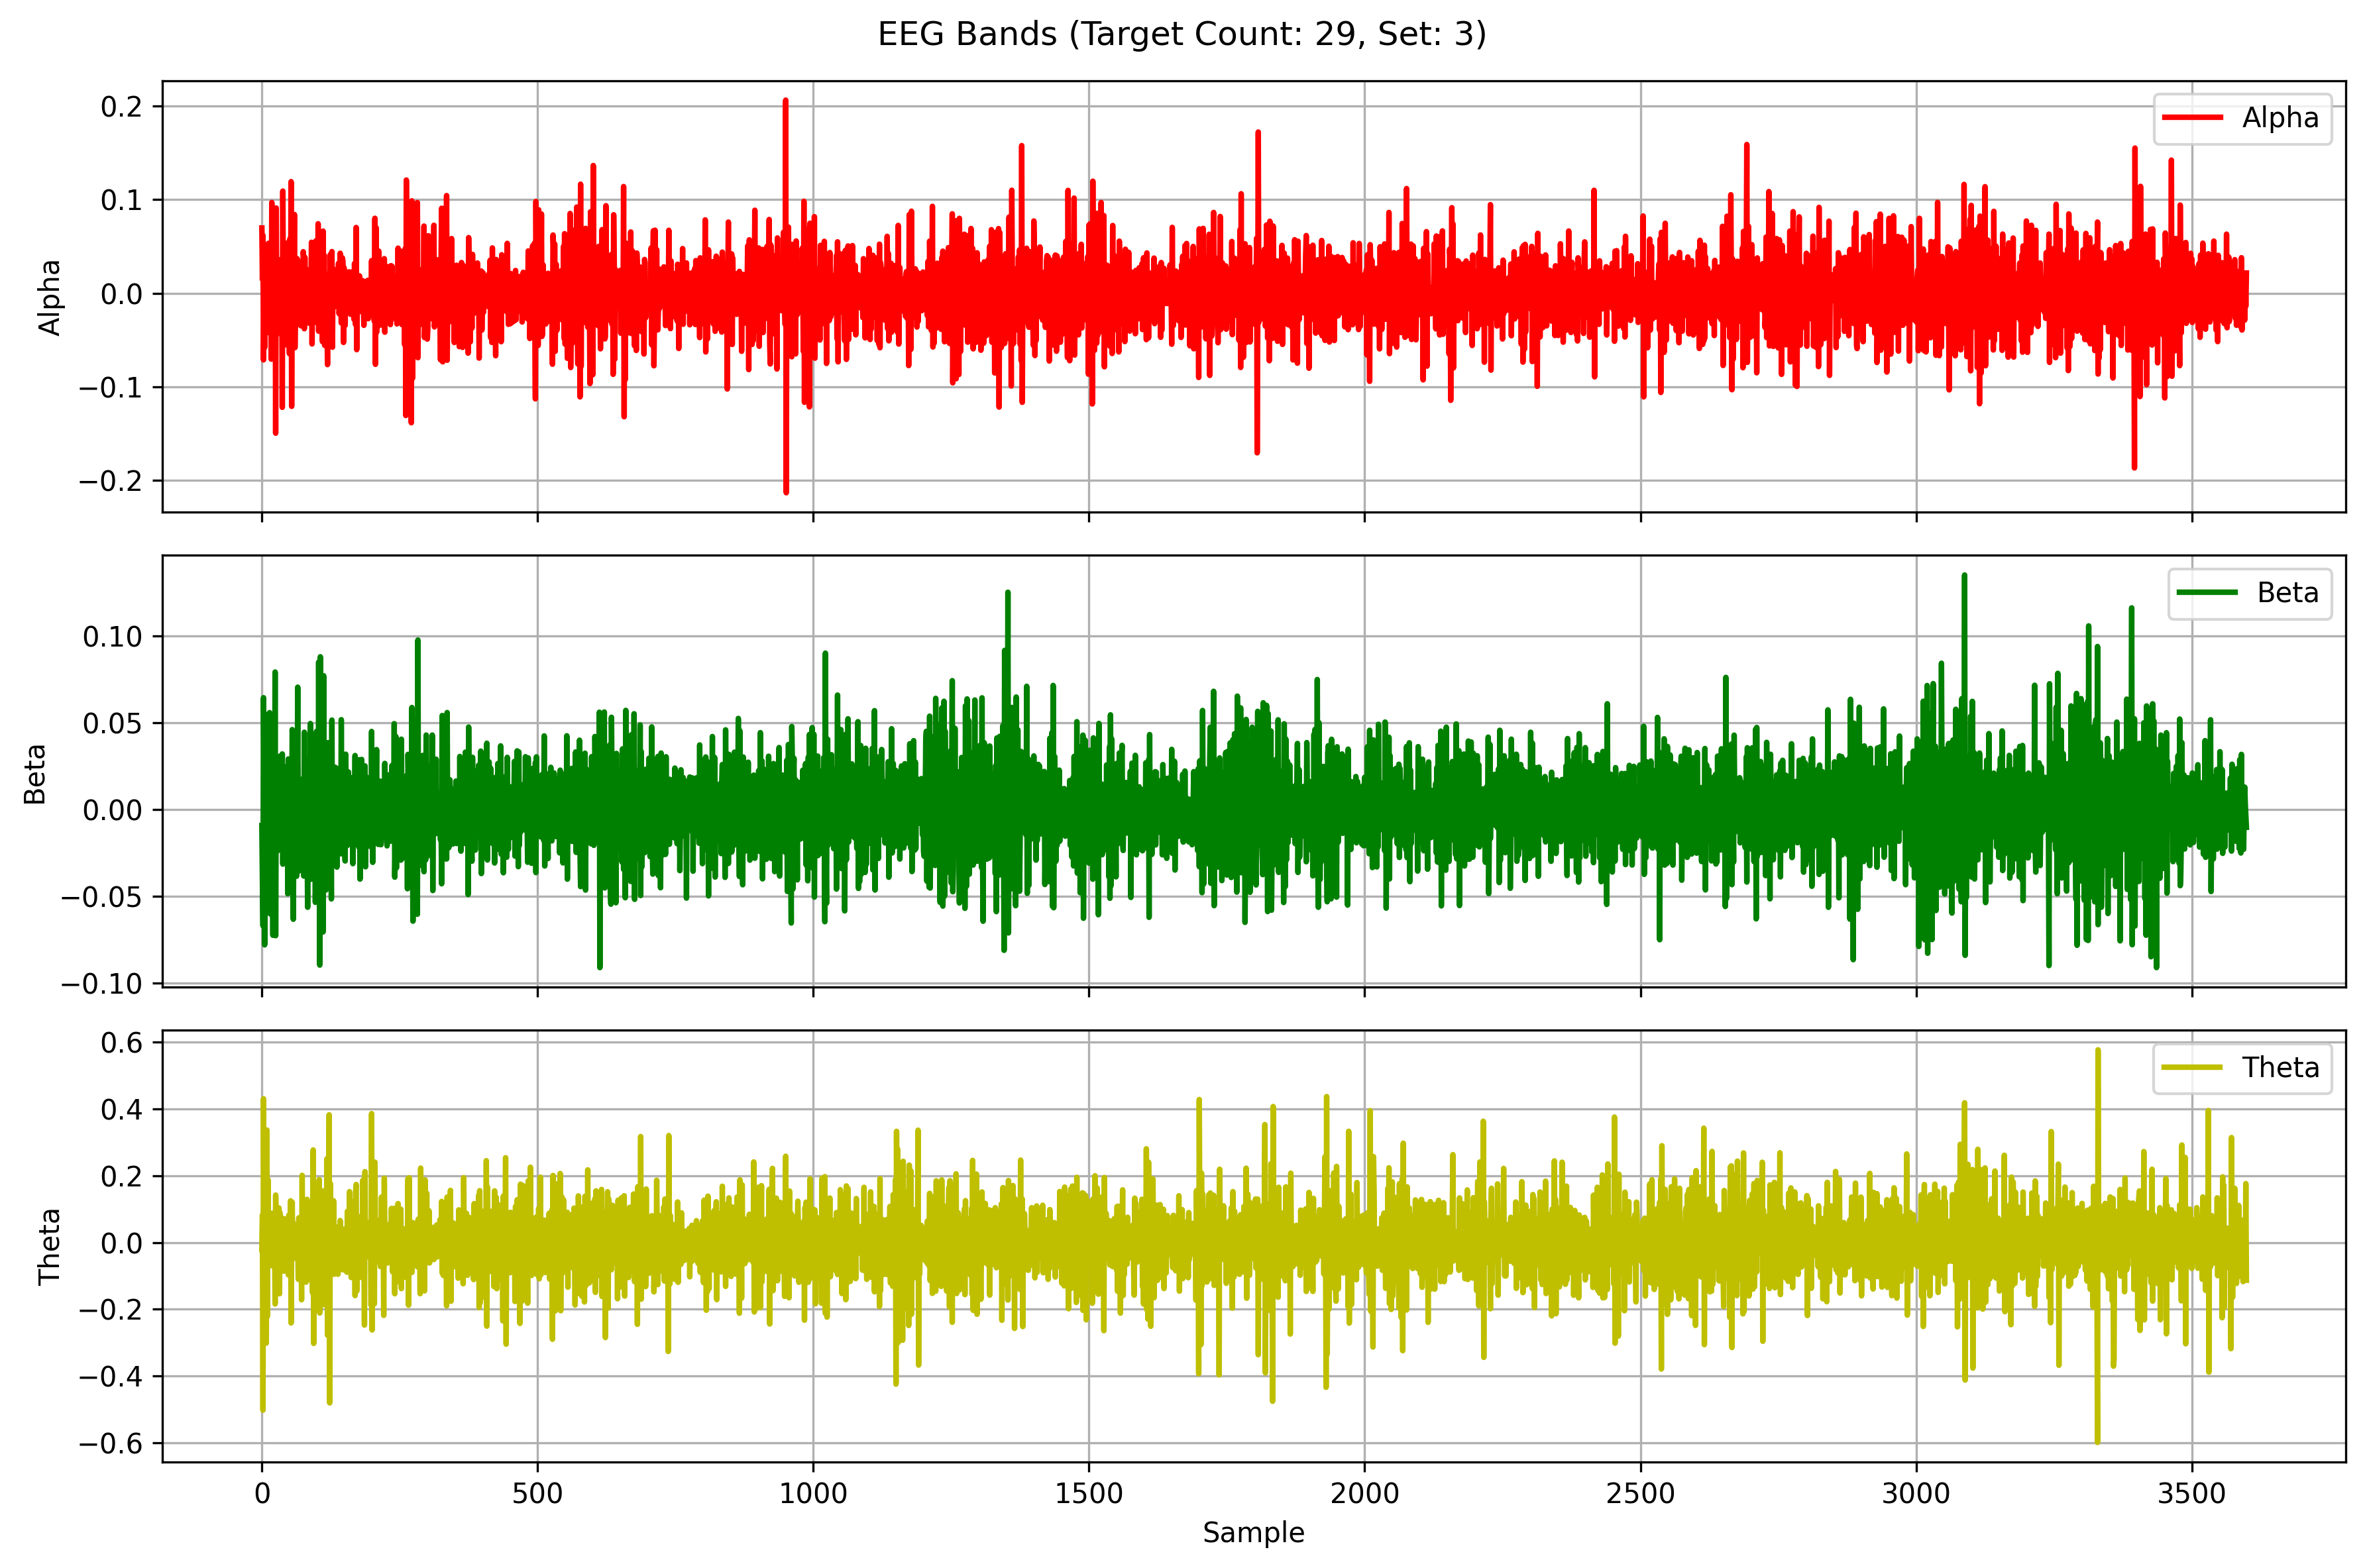 EEG Bands (Target Count: 29, Set: 3)
0.2
0.1
0.0
−0.1
−0.2
Alpha
Alpha
0.10
0.05
0.00
−0.05
−0.10
Beta
Beta
0.6
0.4
0.2
0.0
−0.2
−0.4
−0.6
Theta
Theta
0 500 1000 1500 2000 2500 3000 3500
Sample